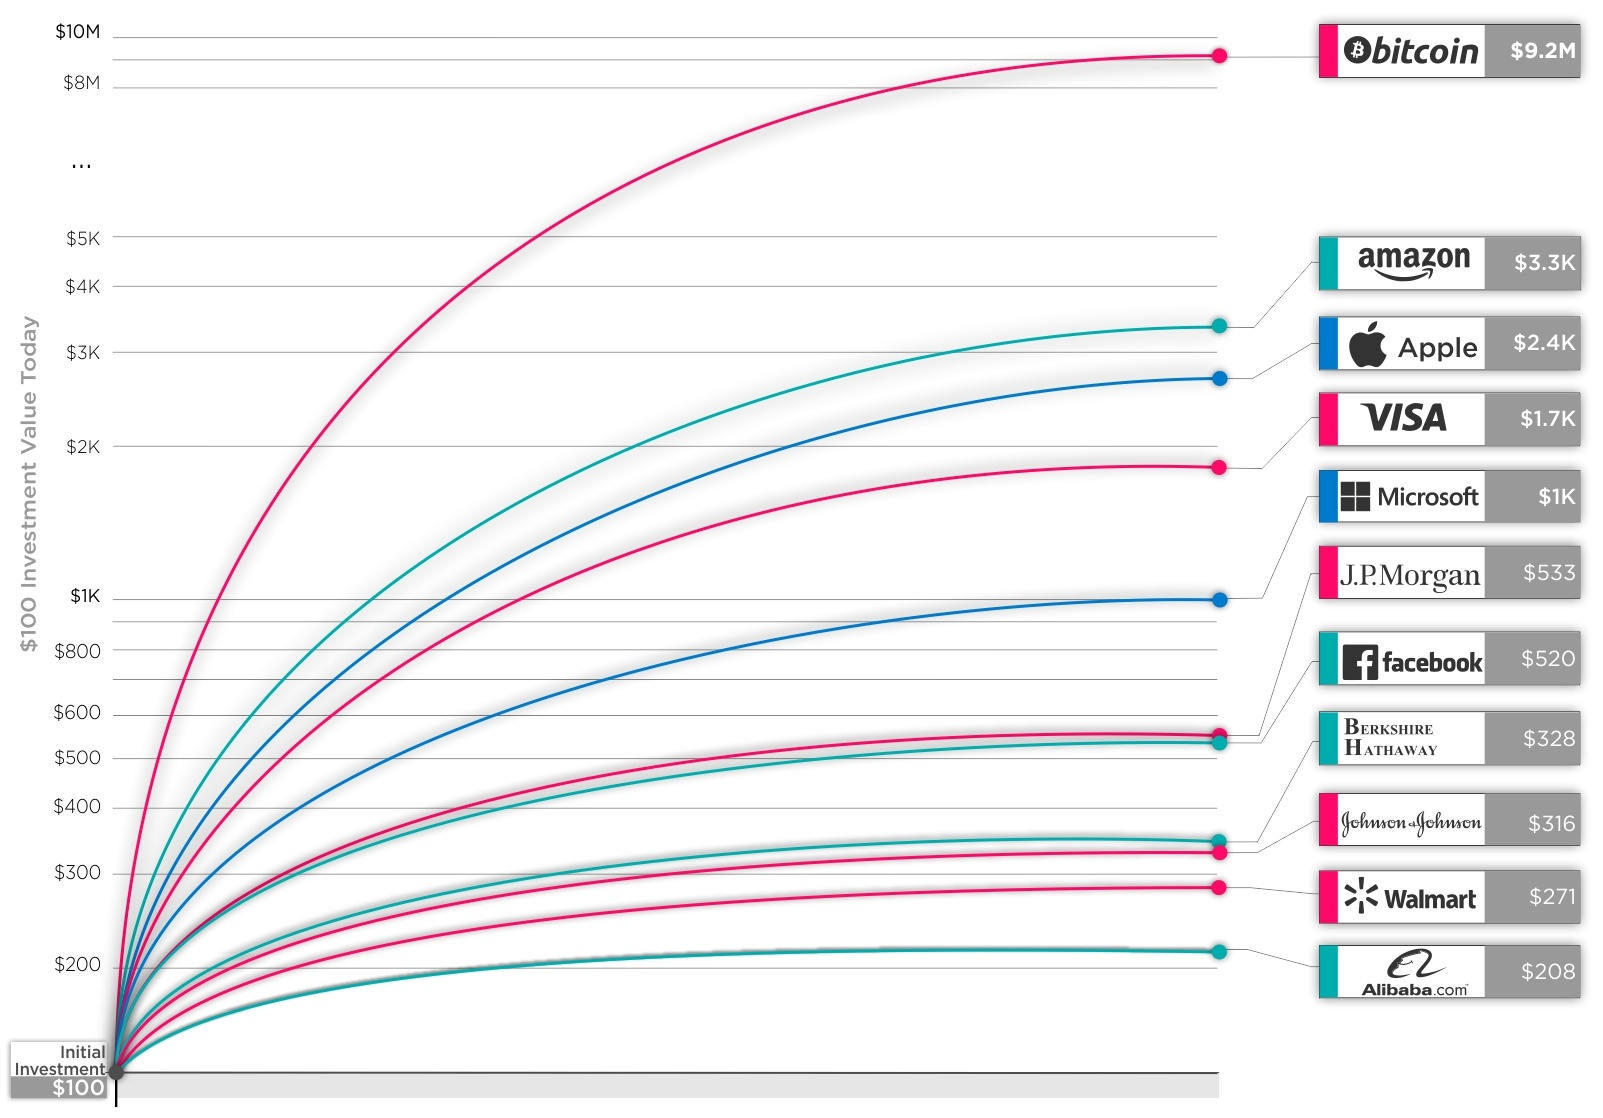 $10M
$8M
...
$5K
$4K
$3K
$2K
$1K
$800
$600
$500
$400
$300
$200
$100 Investment Value Today
Initial
Investment
$100
bitcoin $9.2M
amazon $3.3K
Apple $2.4K
VISA $1.7K
Microsoft $1K
J.P.Morgan $533
facebook $520
BERKSHIRE
HATHAWAY $328
Johnson & Johnson $316
Walmart $271
Alibaba.com $208